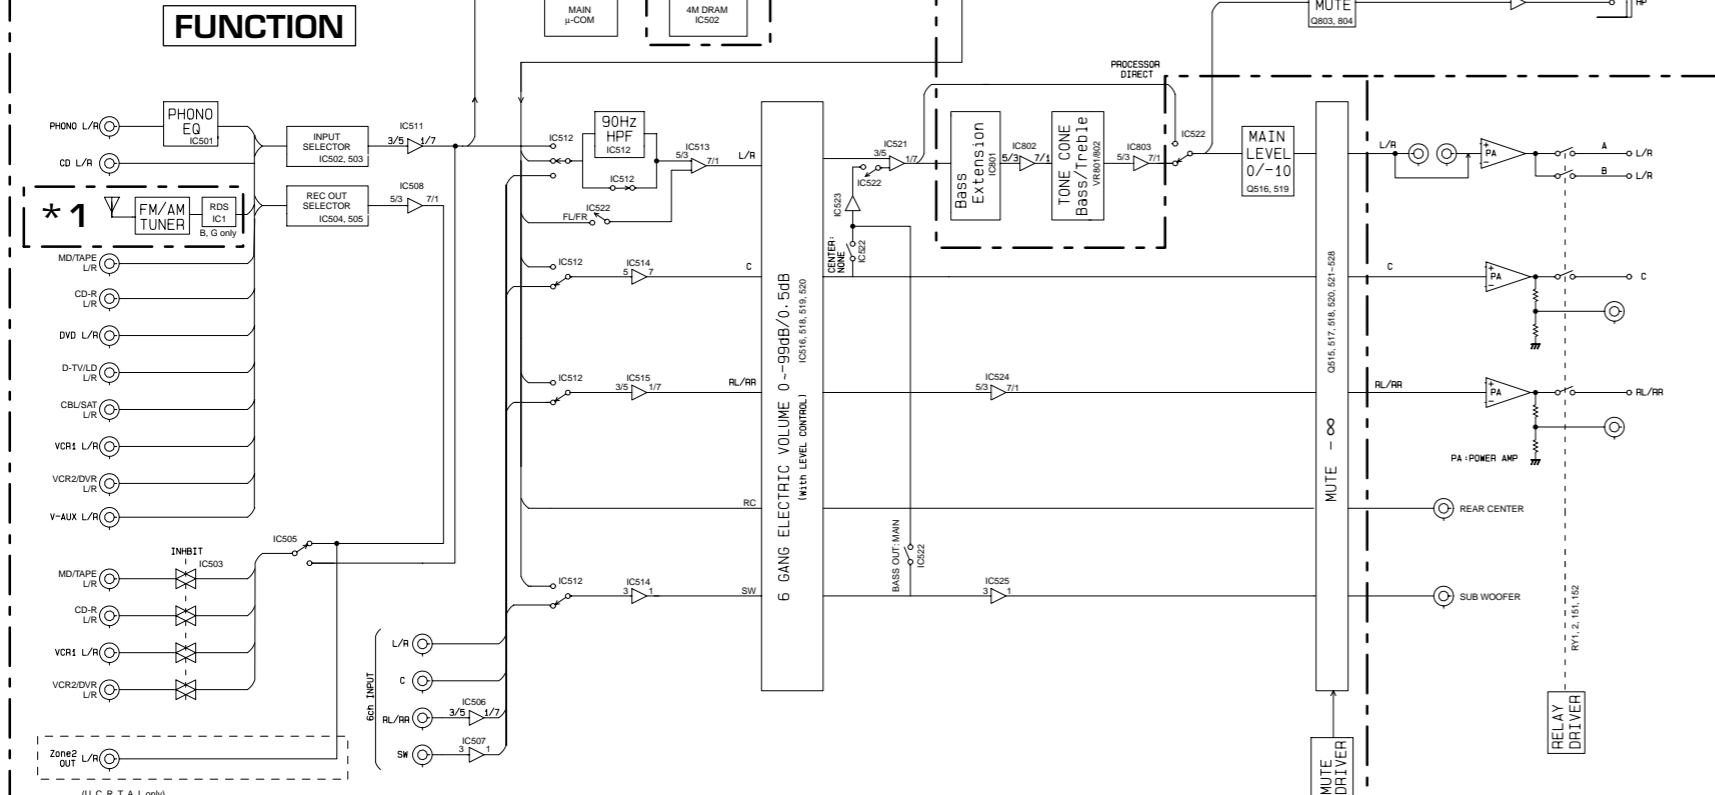 FUNCTION
MAIN
μ-COM
4M DRAM
IC502
MUTE
Q803, 804
HP
PROCESSOR
DIRECT
PHONO L/R
PHONO
EQ
IC501
INPUT
SELECTOR
IC502, 503
IC511
3/5
1/7
CD L/R
*1
FM/AM
TUNER
RDS
IC1
B, G only
REC OUT
SELECTOR
IC504, 505
IC508
5/3
7/1
MD/TAPE
L/R
CD-R
L/R
DVD L/R
D-TV/LD
L/R
CBL/SAT
L/R
VCR1 L/R
VCR2/DVR
L/R
V-AUX L/R
INHBIT
IC503
IC505
MD/TAPE
L/R
CD-R
L/R
VCR1 L/R
VCR2/DVR
L/R
Zone2
OUT
L/R
(U, C, R, T, A, L only)
6ch INPUT
L/R
C
RL/RR
IC506
3/5
1/7
SW
IC507
3
1
IC512
90Hz
HPF
IC512
IC512
IC513
5/3
7/1
L/R
FL/FR
IC522
IC512
IC514
5
7
C
IC512
IC515
3/5
1/7
RL/RR
RC
IC512
IC514
3
1
SW
6 GANG ELECTRIC VOLUME 0~-99dB/0.5dB
(With LEVEL CONTROL)
IC516, 518, 519, 520
IC521
3/5
1/7
IC522
IC523
CENTER:
NONE
IC522
BASS OUT: MAIN
IC522
Bass
Extension
IC801
IC802
5/3
7/1
TONE CONE
Bass/treble
VR801/802
IC803
5/3
7/1
IC522
MAIN
LEVEL
0/-10
Q516, 519
IC524
5/3
7/1
IC525
3
1
MUTE -∞
Q515, 517, 518, 520, 521~528
MUTE
DRIVER
L/R
+
PA
-
A
L/R
B
L/R
C
+
PA
-
C
RL/RR
+
PA
-
RL/RR
PA :POWER AMP
REAR CENTER
SUB WOOFER
RY1, 2, 151, 152
RELAY
DRIVER